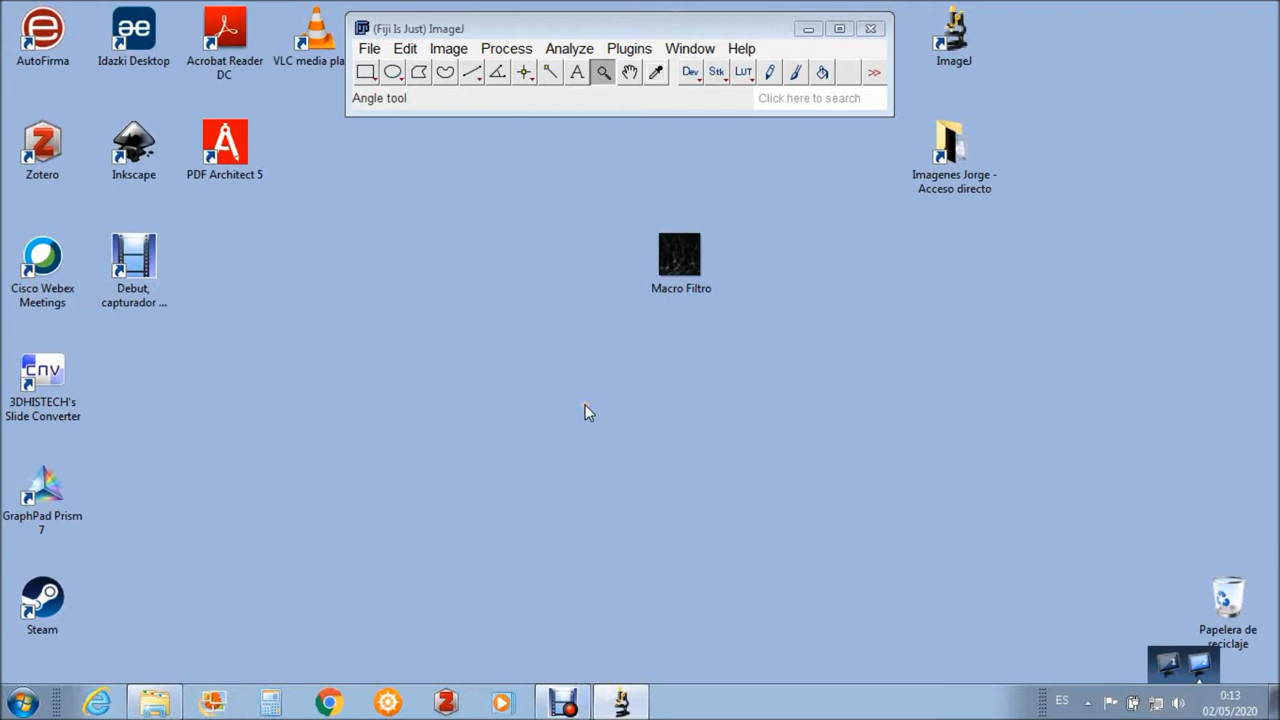 (Fiji Is Just) ImageJ
File Edit Image Process Analyze Plugins Window Help
A Dev Stk LUT >>
Angle tool
Click here to search
AutoFirma
Idazki Desktop
Acrobat Reader
DC
VLC media pla
ImageJ
Zotero
Inkscape
PDF Architect 5
Imagenes Jorge -
Acceso directo
Cisco Webex
Meetings
Debut,
capturador ...
Macro Filtro
cnv
3DHISTECH's
Slide Converter
GraphPad Prism
7
Steam
Papelera de
reciclaje
ES
0:13
02/05/2020